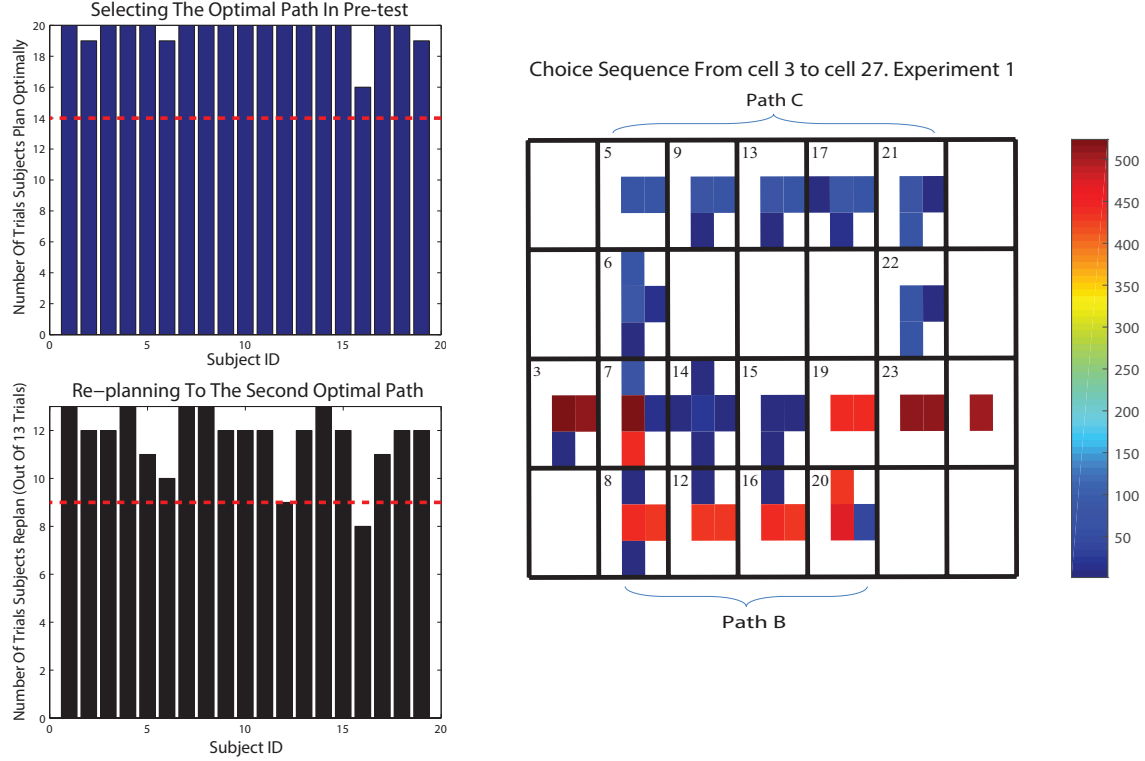 Selecting The Optimal Path In Pre-test
Number Of Trials Subjects Plan Optimally
20
18
16
14
12
10
8
6
4
2
0
0 5 10 15 20
Subject ID
Re−planning To The Second Optimal Path
Number Of Trials Subjects Replan (Out Of 13 Trials)
12
10
8
6
4
2
0
0 5 10 15 20
Subject ID
Choice Sequence From cell 3 to cell 27. Experiment 1
Path C
5 9 13 17 21
6 22
3 7 14 15 19 23
8 12 16 20
Path B
500
450
400
350
300
250
200
150
100
50